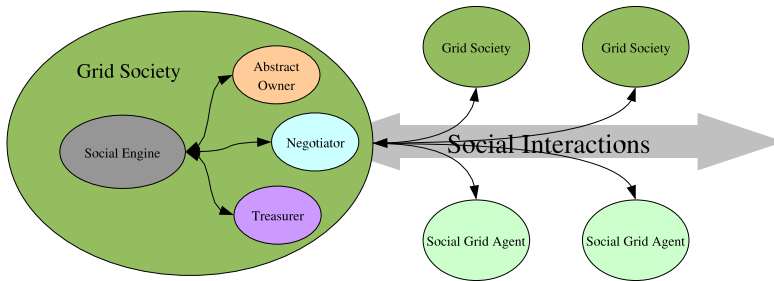 Grid Society
Abstract
Owner
Social Engine
Negotiator
Treasurer
Grid Society
Grid Society
Social Interactions
Social Grid Agent
Social Grid Agent